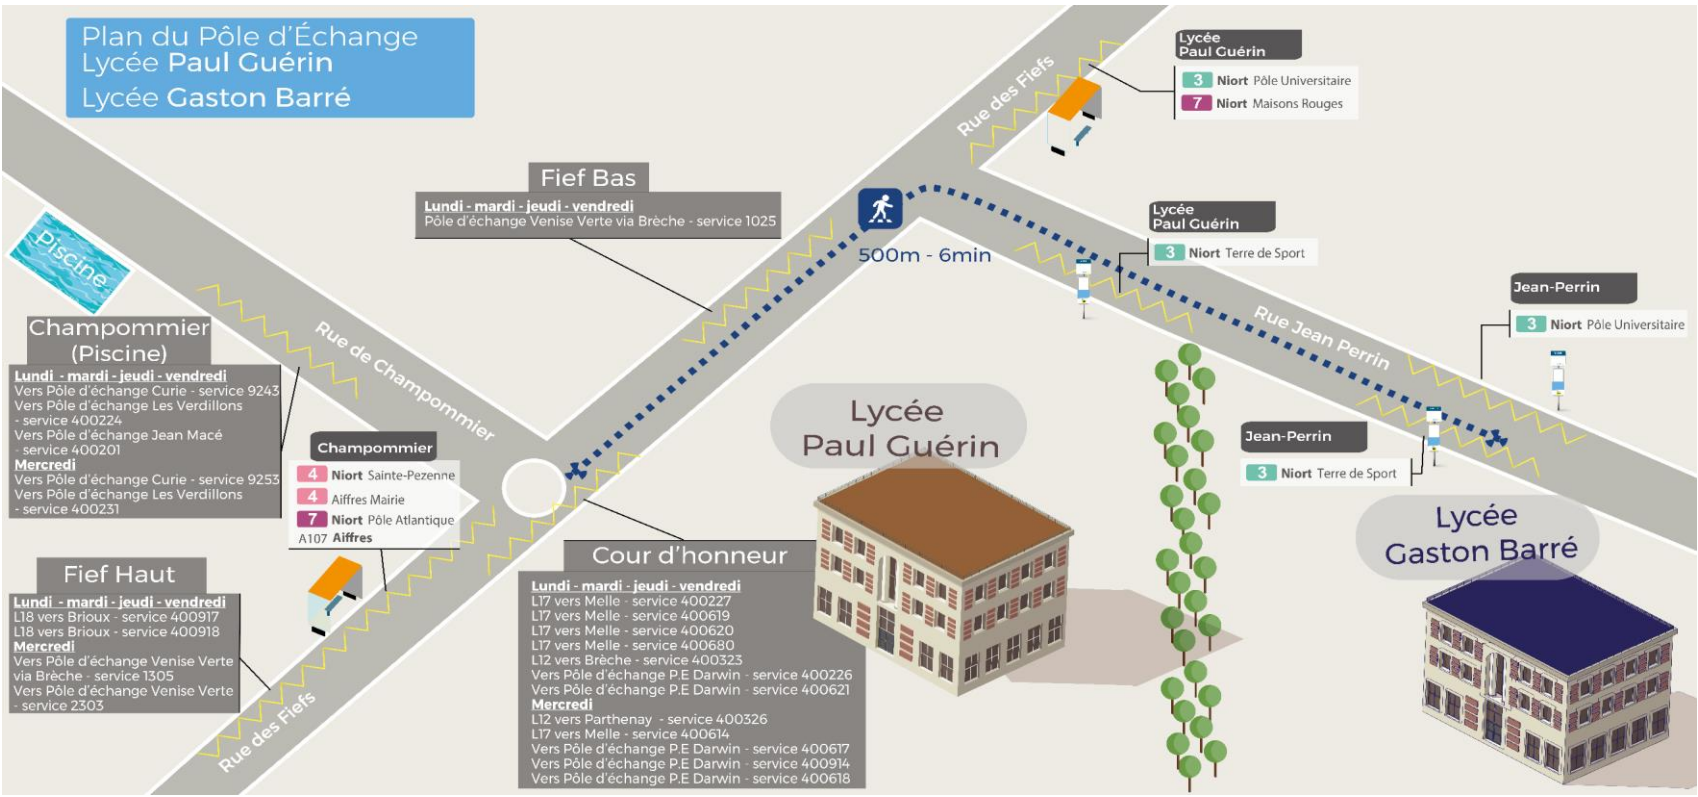 Plan du Pôle d'Échange
Lycée Paul Guérin
Lycée Gaston Barré
Lycée
Paul Guérin
3 Niort Pôle Universitaire
7 Niort Maisons Rouges
Rue des Fiefs
Fief Bas
Lundi - mardi - jeudi - vendredi
Pôle d'échange Venise Verte via Brèche - service 1025
500m - 6min
Lycée
Paul Guérin
3 Niort Terre de Sport
Piscine
Rue de Champommier
Rue Jean Perrin
Jean-Perrin
3 Niort Pôle Universitaire
Champommier
(Piscine)
Lundi - mardi - jeudi - vendredi
Vers Pôle d'échange Curie - service 9243
Vers Pôle d'échange Les Verdillons
- service 400224
Vers Pôle d'échange Jean Macé
- service 400201
Mercredi
Vers Pôle d'échange Curie - service 9253
Vers Pôle d'échange Les Verdillons
- service 400231
Champommier
4 Niort Sainte-Pezenne
4 Aiffres Mairie
7 Niort Pôle Atlantique
A107 Aiffres
Lycée
Paul Guérin
Jean-Perrin
3 Niort Terre de Sport
Lycée
Gaston Barré
Fief Haut
Lundi - mardi - jeudi - vendredi
L18 vers Brioux - service 400917
L18 vers Brioux - service 400918
Mercredi
Vers Pôle d'échange Venise Verte
via Brèche - service 1305
Vers Pôle d'échange Venise Verte
- service 2303
Rue des Fiefs
Cour d'honneur
Lundi - mardi - jeudi - vendredi
L17 vers Melle - service 400227
L17 vers Melle - service 400619
L17 vers Melle - service 400620
L17 vers Melle - service 400680
L12 vers Brèche - service 400323
Vers Pôle d'échange P.E Darwin - service 400226
Vers Pôle d'échange P.E Darwin - service 400621
Mercredi
L12 vers Parthenay - service 400326
L17 vers Melle - service 400614
Vers Pôle d'échange P.E Darwin - service 400617
Vers Pôle d'échange P.E Darwin - service 400914
Vers Pôle d'échange P.E Darwin - service 400618